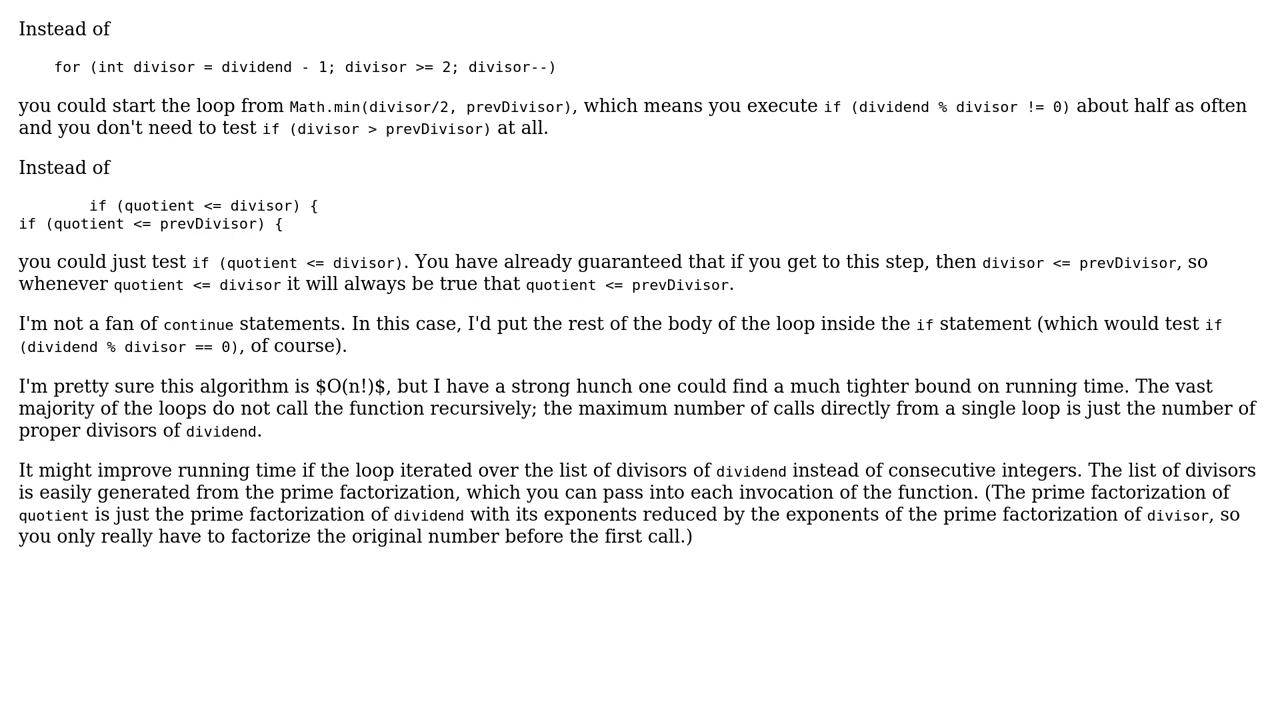 Instead of
for (int divisor = dividend - 1; divisor >= 2; divisor--)
you could start the loop from Math.min(divisor/2, prevDivisor), which means you execute if (dividend % divisor != 0) about half as often
and you don't need to test if (divisor > prevDivisor) at all.
Instead of
if (quotient <= divisor) {
if (quotient <= prevDivisor) {
you could just test if (quotient <= divisor). You have already guaranteed that if you get to this step, then divisor <= prevDivisor, so
whenever quotient <= divisor it will always be true that quotient <= prevDivisor.
I'm not a fan of continue statements. In this case, I'd put the rest of the body of the loop inside the if statement (which would test if
(dividend % divisor == 0), of course).
I'm pretty sure this algorithm is $O(n!)$, but I have a strong hunch one could find a much tighter bound on running time. The vast
majority of the loops do not call the function recursively; the maximum number of calls directly from a single loop is just the number of
proper divisors of dividend.
It might improve running time if the loop iterated over the list of divisors of dividend instead of consecutive integers. The list of divisors
is easily generated from the prime factorization, which you can pass into each invocation of the function. (The prime factorization of
quotient is just the prime factorization of dividend with its exponents reduced by the exponents of the prime factorization of divisor, so
you only really have to factorize the original number before the first call.)